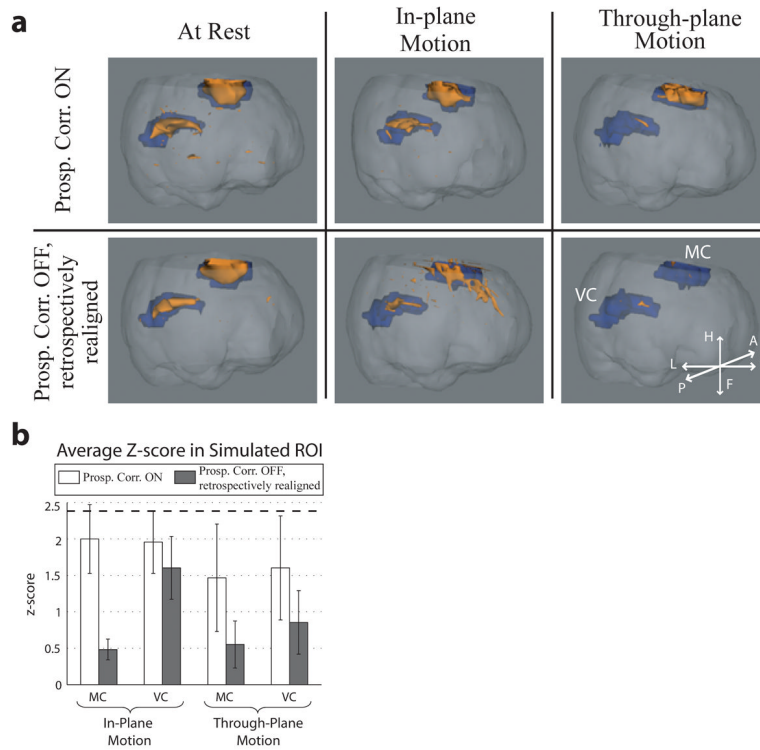 a
At Rest
In-plane
Motion
Through-plane
Motion
Prosp. Corr. ON
Prosp. Corr. OFF,
retrospectively
realigned
MC
VC
H
A
L
P
F
b
Average Z-score in Simulated ROI
Prosp. Corr. ON
Prosp. Corr. OFF,
retrospectively realigned
z-score
2.5
2
1.5
1
0.5
0
MC
VC
MC
VC
In-Plane
Motion
Through-Plane
Motion